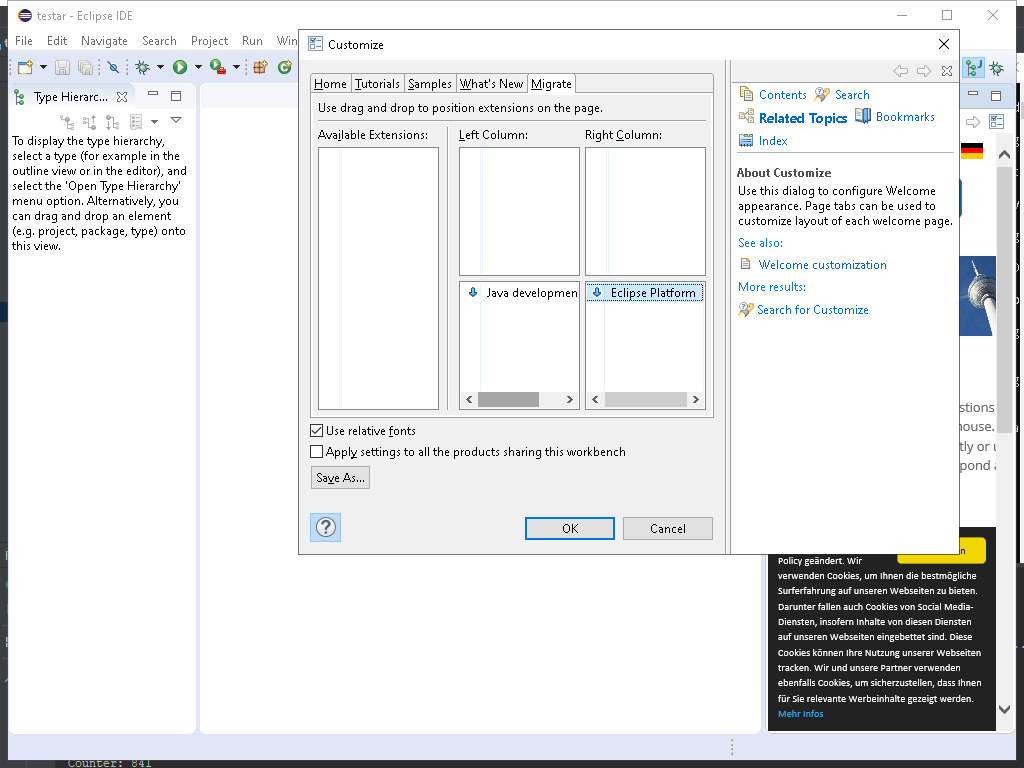 testar - Eclipse IDE
File Edit Navigate Search Project Run Win
Customize
Type Hierarc...
To display the type hierarchy,
select a type (for example in the
outline view or in the editor), and
select the 'Open Type Hierarchy'
menu option. Alternatively, you
can drag and drop an element
(e.g. project, package, type) onto
this view.
Home Tutorials Samples What's New Migrate
Use drag and drop to position extensions on the page.
Available Extensions: Left Column: Right Column:
Java developmen
Eclipse Platform
Use relative fonts
Apply settings to all the products sharing this workbench
Save As...
OK Cancel
Contents Search
Related Topics Bookmarks
Index
About Customize
Use this dialog to configure Welcome
appearance. Page tabs can be used to
customize layout of each welcome page.
See also:
Welcome customization
More results:
Search for Customize
stions
ouse.
tly or u
pond a
n
Policy geändert. Wir
verwenden Cookies, um Ihnen die bestmögliche
Surferfahrung auf unseren Webseiten zu bieten.
Darunter fallen auch Cookies von Social Media-
Diensten, insofern Inhalte von diesen Diensten
auf unseren Webseiten eingebettet sind. Diese
Cookies können Ihre Nutzung unserer Webseiten
tracken. Wir und unsere Partner verwenden
ebenfalls Cookies, um sicherzustellen, dass Ihnen
für Sie relevante Werbeinhalte gezeigt werden.
Mehr Infos
Counter: 841